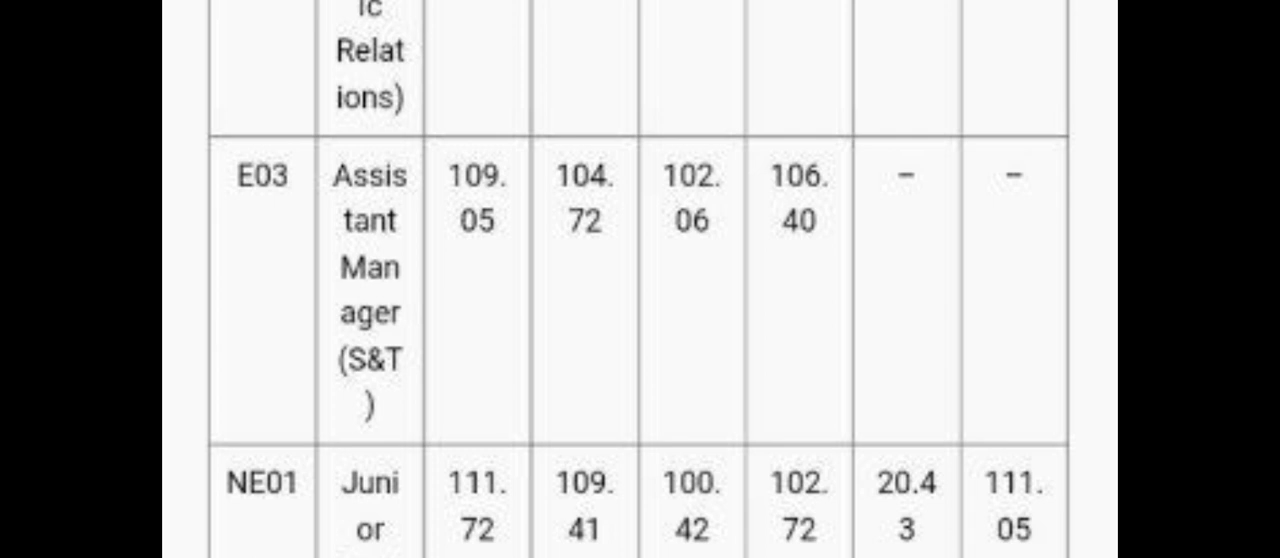 ic
Relat
ions)
E03 Assis 109. 104. 102. 106. – –
tant 05 72 06 40
Man
ager
(S&T
)
NE01 Juni 111. 109. 100. 102. 20.4 111.
or 72 41 42 72 3 05